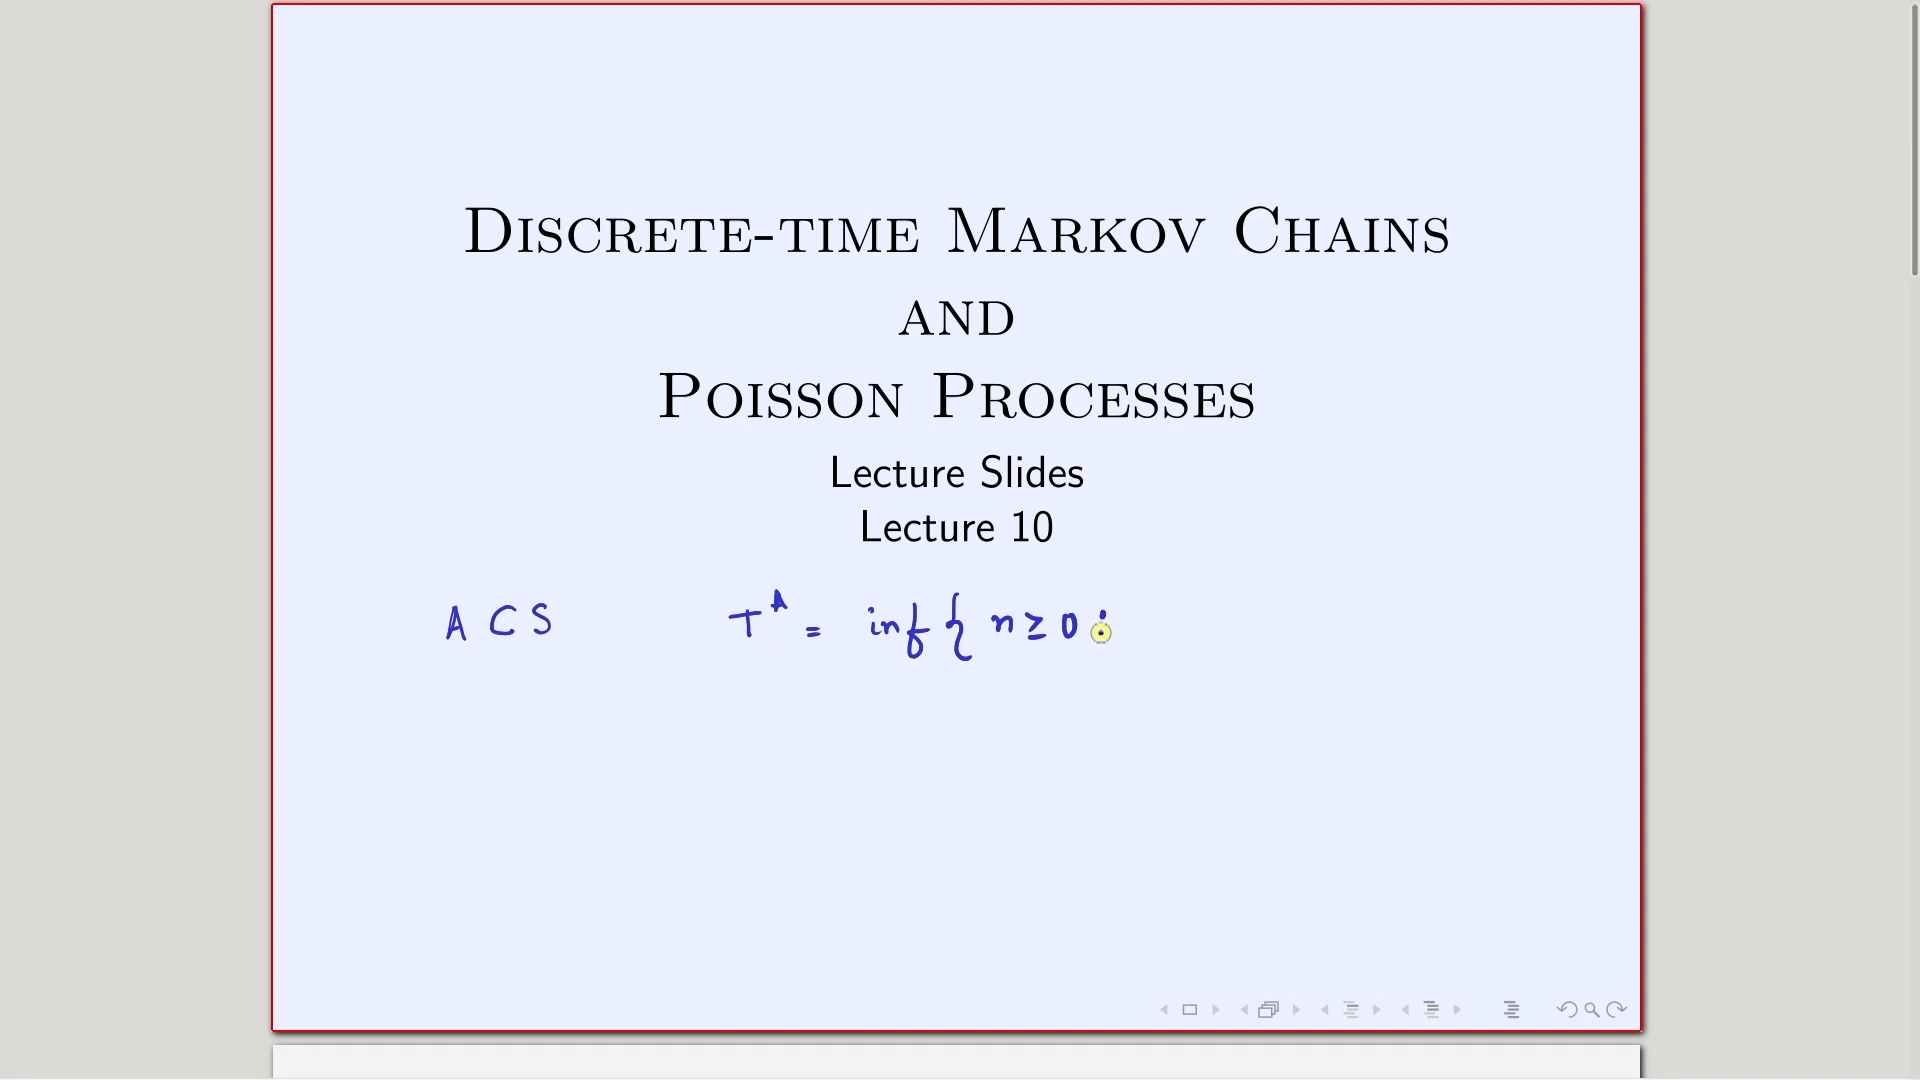 Discrete-time Markov Chains
and
Poisson Processes
Lecture Slides
Lecture 10
A ⊂ S T^A = inf { n ≥ 0 :